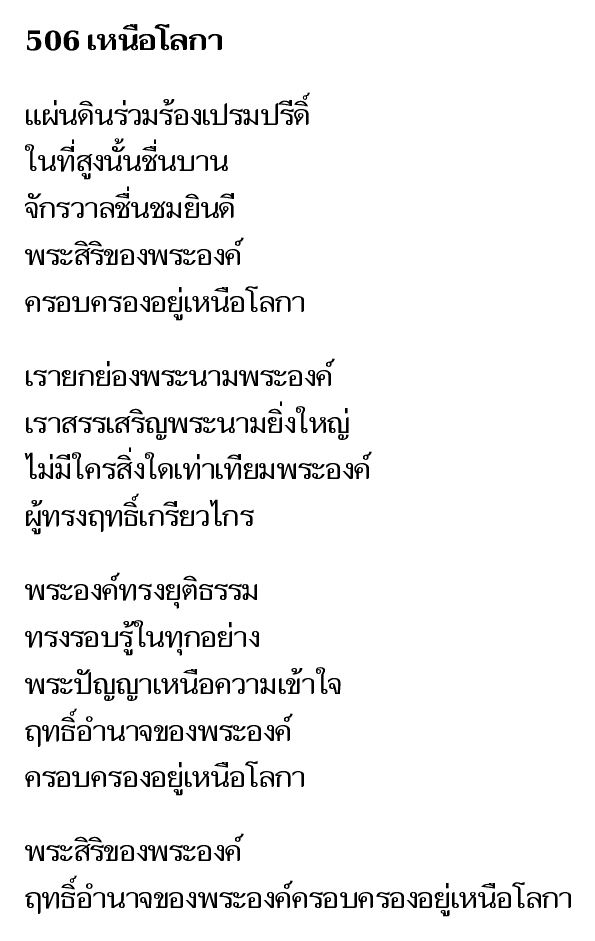 506 เหนือโลกา
แผ่นดินร่วมร้องเปรมปรีดิ์
ในที่สูงนั้นชื่นบาน
จักรวาลชื่นชมยินดี
พระสิริของพระองค์
ครอบครองอยู่เหนือโลกา
เรายกย่องพระนามพระองค์
เราสรรเสริญพระนามยิ่งใหญ่
ไม่มีใครสิ่งใดเท่าเทียมพระองค์
ผู้ทรงฤทธิ์เกรียวไกร
พระองค์ทรงยุติธรรม
ทรงรอบรู้ในทุกอย่าง
พระปัญญาเหนือความเข้าใจ
ฤทธิ์อำนาจของพระองค์
ครอบครองอยู่เหนือโลกา
พระสิริของพระองค์
ฤทธิ์อำนาจของพระองค์ครอบครองอยู่เหนือโลกา